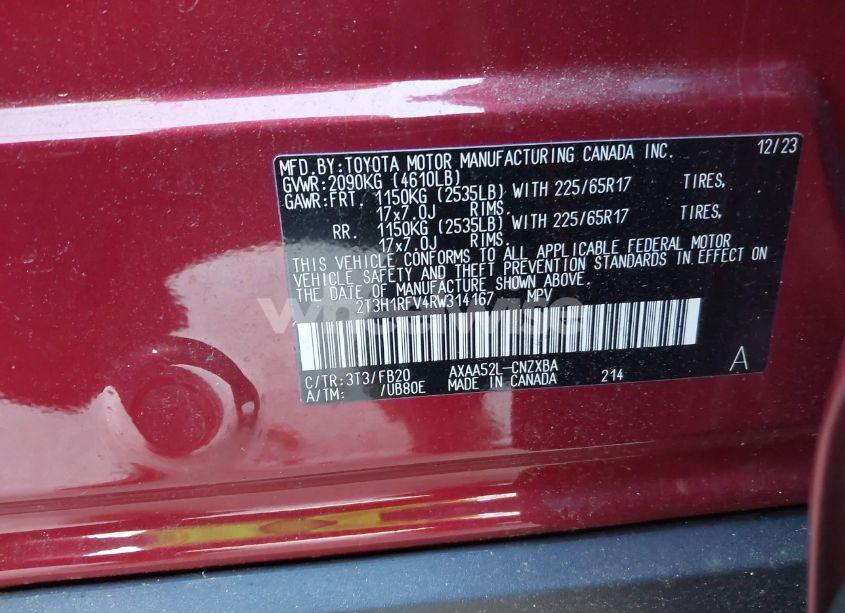 MFD.BY:TOYOTA MOTOR MANUFACTURING CANADA INC. 12/23
GVWR:2090KG (4610LB)
GAWR:FRT. 1150KG (2535LB) WITH 225/65R17 TIRES,
17x7.0J RIMS.
RR. 1150KG (2535LB) WITH 225/65R17 TIRES,
17x7.0J RIMS.
THIS VEHICLE CONFORMS TO ALL APPLICABLE FEDERAL MOTOR
VEHICLE SAFETY AND THEFT PREVENTION STANDARDS IN EFFECT ON
THE DATE OF MANUFACTURE SHOWN ABOVE.
2T3H1RFV4RW314167 MPV
C/TR:3T3/FB20 AXAA52L-CNZXBA A
A/TM: /UB80E MADE IN CANADA 214